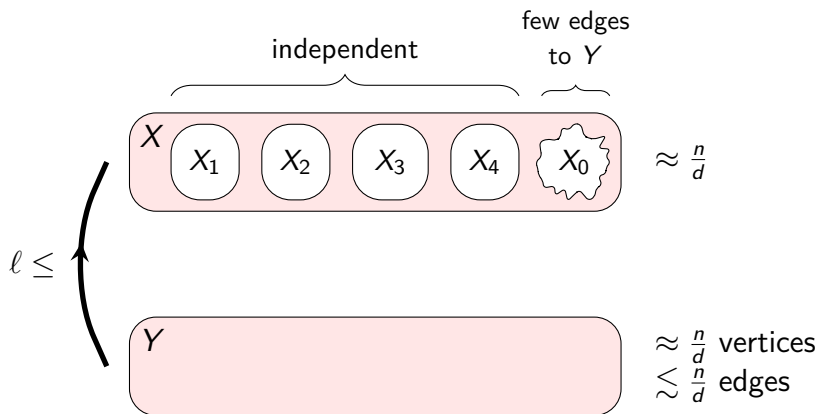 few edges
to Y
independent
X
X₁ X₂ X₃ X₄ X₀
≈ n/d
ℓ ≤
Y
≈ n/d vertices
≲ n/d edges